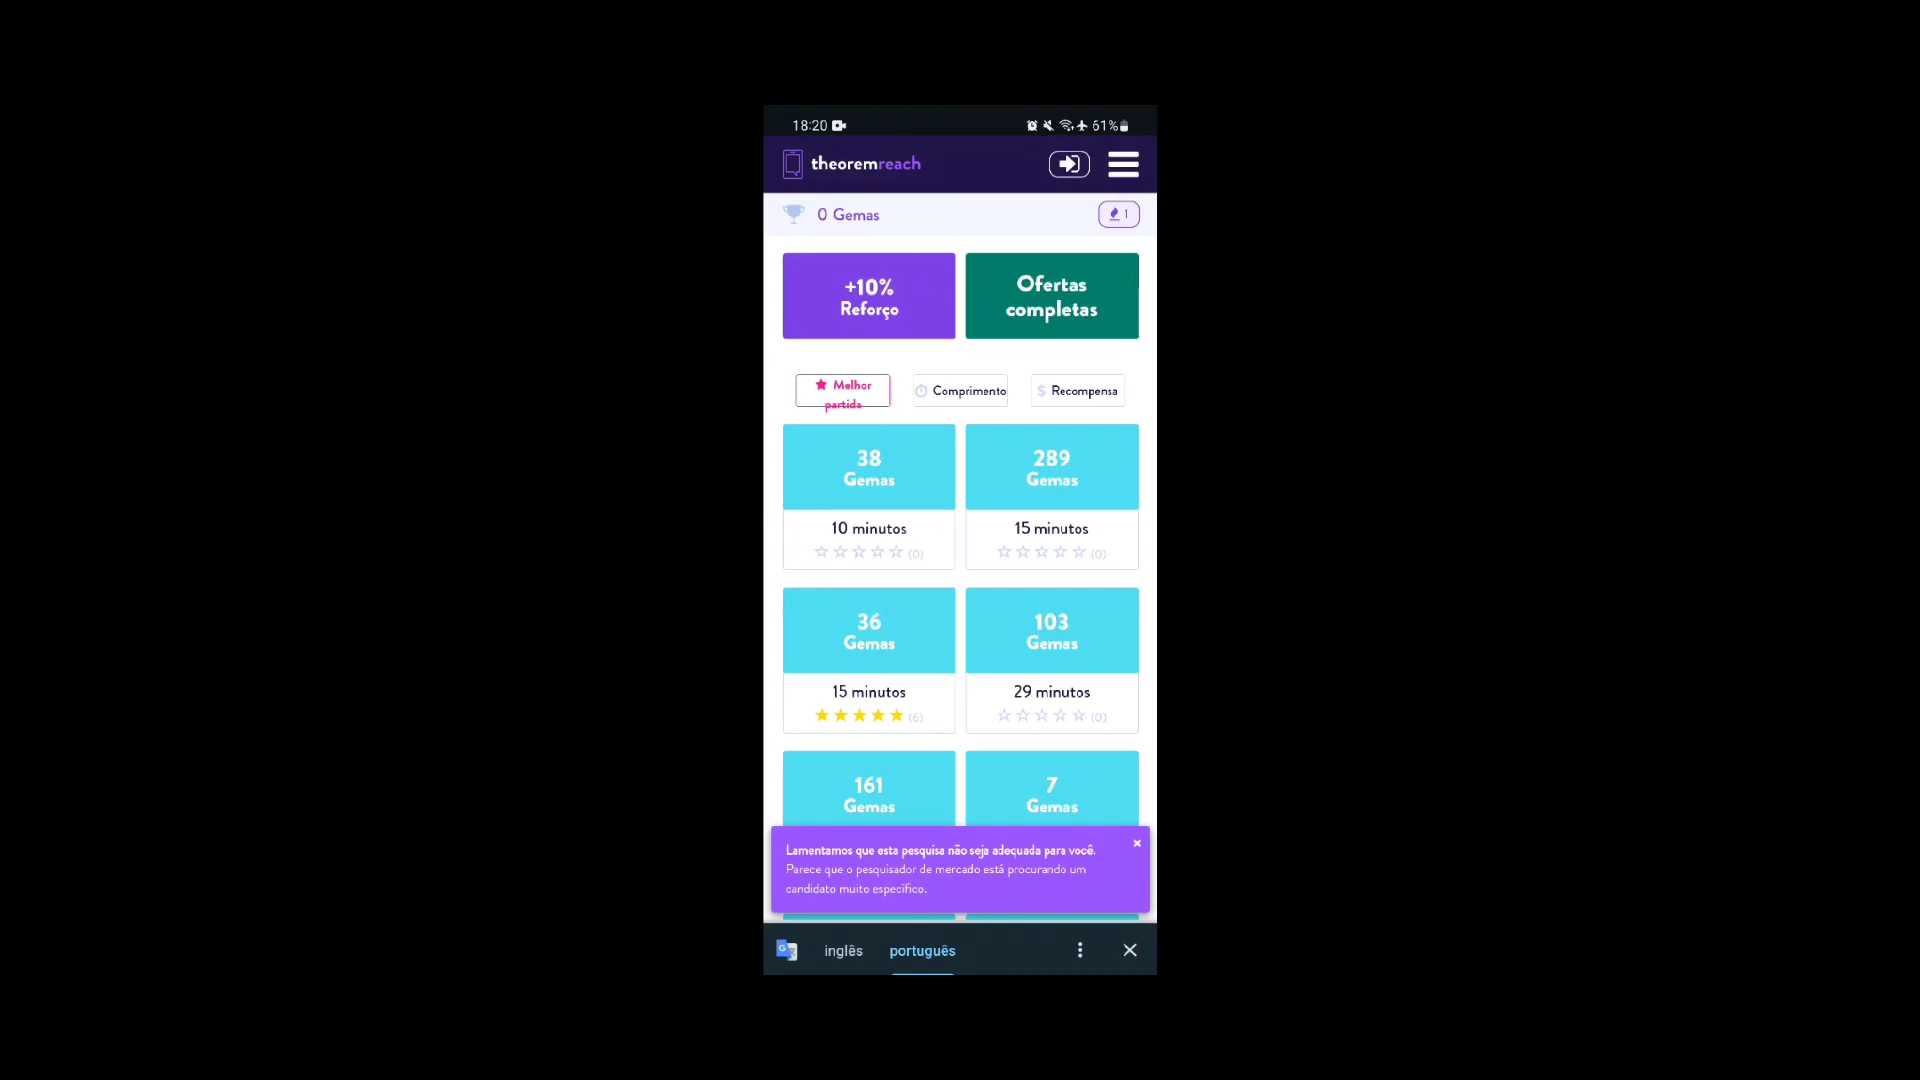 18:20 61%
theoremreach
0 Gemas 1
+10%
Reforço
Ofertas
completas
Melhor
partida
Comprimento
$ Recompensa
38
Gemas
10 minutos
(0)
289
Gemas
15 minutos
(0)
36
Gemas
15 minutos
(6)
103
Gemas
29 minutos
(0)
161
Gemas
7
Gemas
Lamentamos que esta pesquisa não seja adequada para você.
Parece que o pesquisador de mercado está procurando um
candidato muito específico.
inglês português